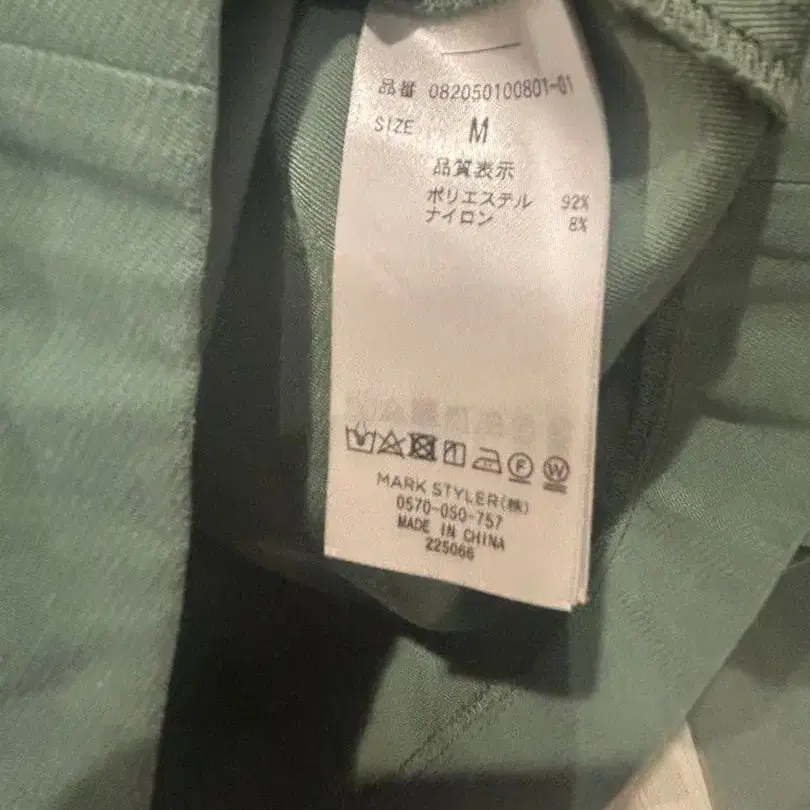 品番 082050100801-01
SIZE M
品質表示
ポリエステル 92%
ナイロン 8%
F W
MARK STYLER(株)
0570-050-757
MADE IN CHINA
225066